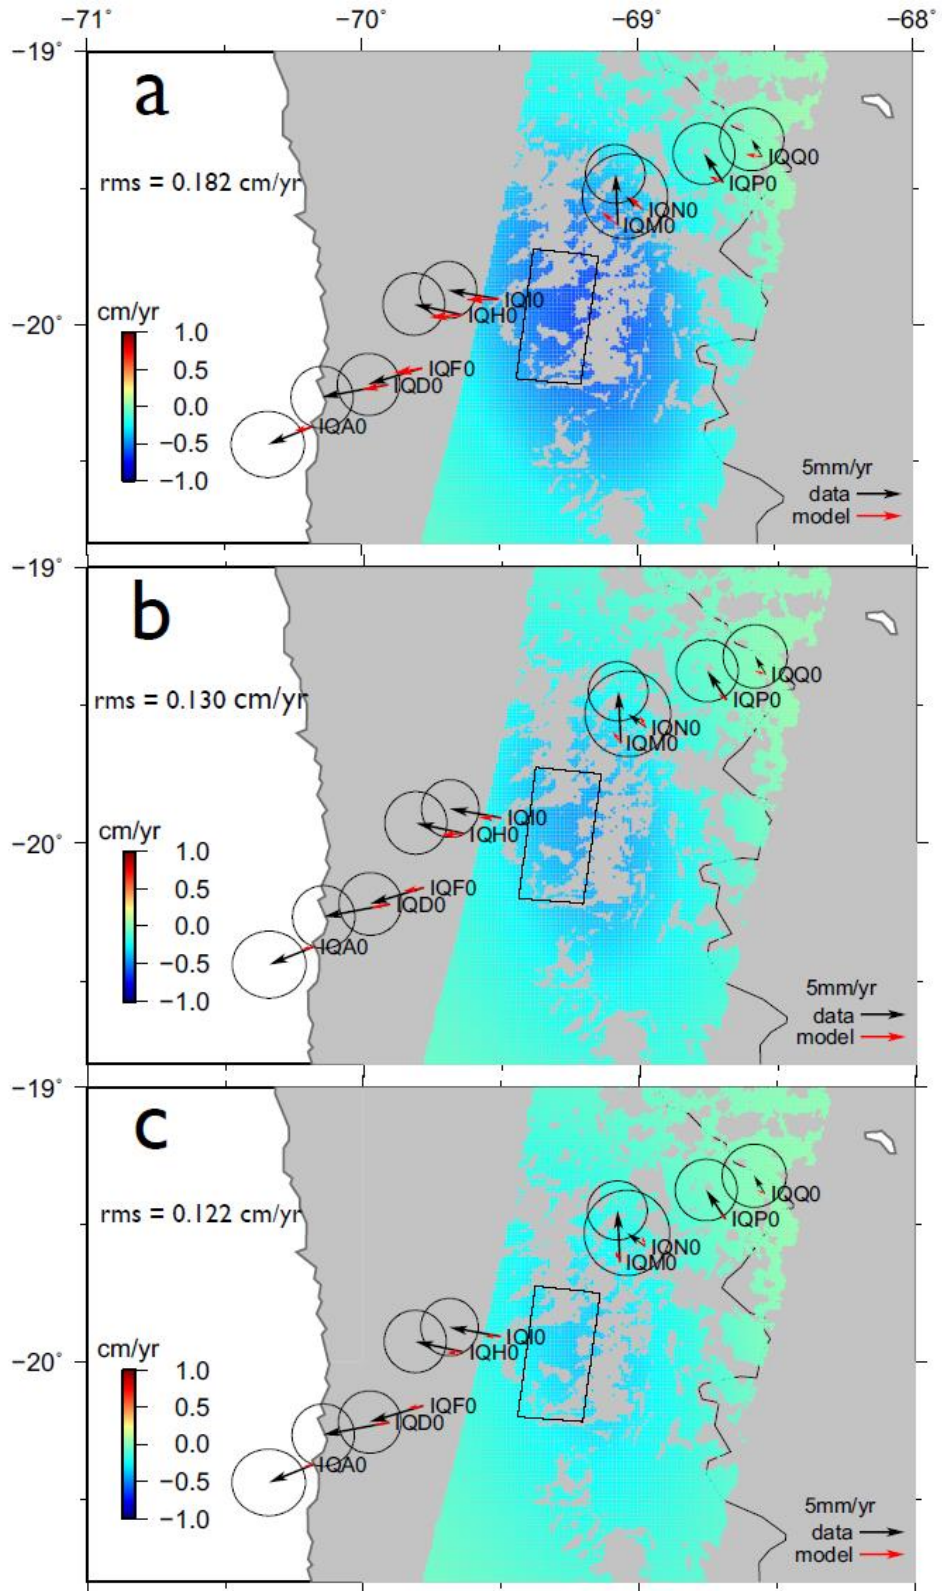 −71° −70° −69° −68°
−19°
a
rms = 0.182 cm/yr
IQQ0
IQP0
IQN0
IQM0
IQI0
IQH0
−20°
cm/yr
1.0
0.5
0.0
−0.5
−1.0
IQF0
IQD0
IQA0
5mm/yr
data
model
−19°
b
rms = 0.130 cm/yr
IQQ0
IQP0
IQN0
IQM0
IQI0
IQH0
−20°
cm/yr
1.0
0.5
0.0
−0.5
−1.0
IQF0
IQD0
IQA0
5mm/yr
data
model
−19°
c
rms = 0.122 cm/yr
IQQ0
IQP0
IQN0
IQM0
IQI0
IQH0
−20°
cm/yr
1.0
0.5
0.0
−0.5
−1.0
IQF0
IQD0
IQA0
5mm/yr
data
model